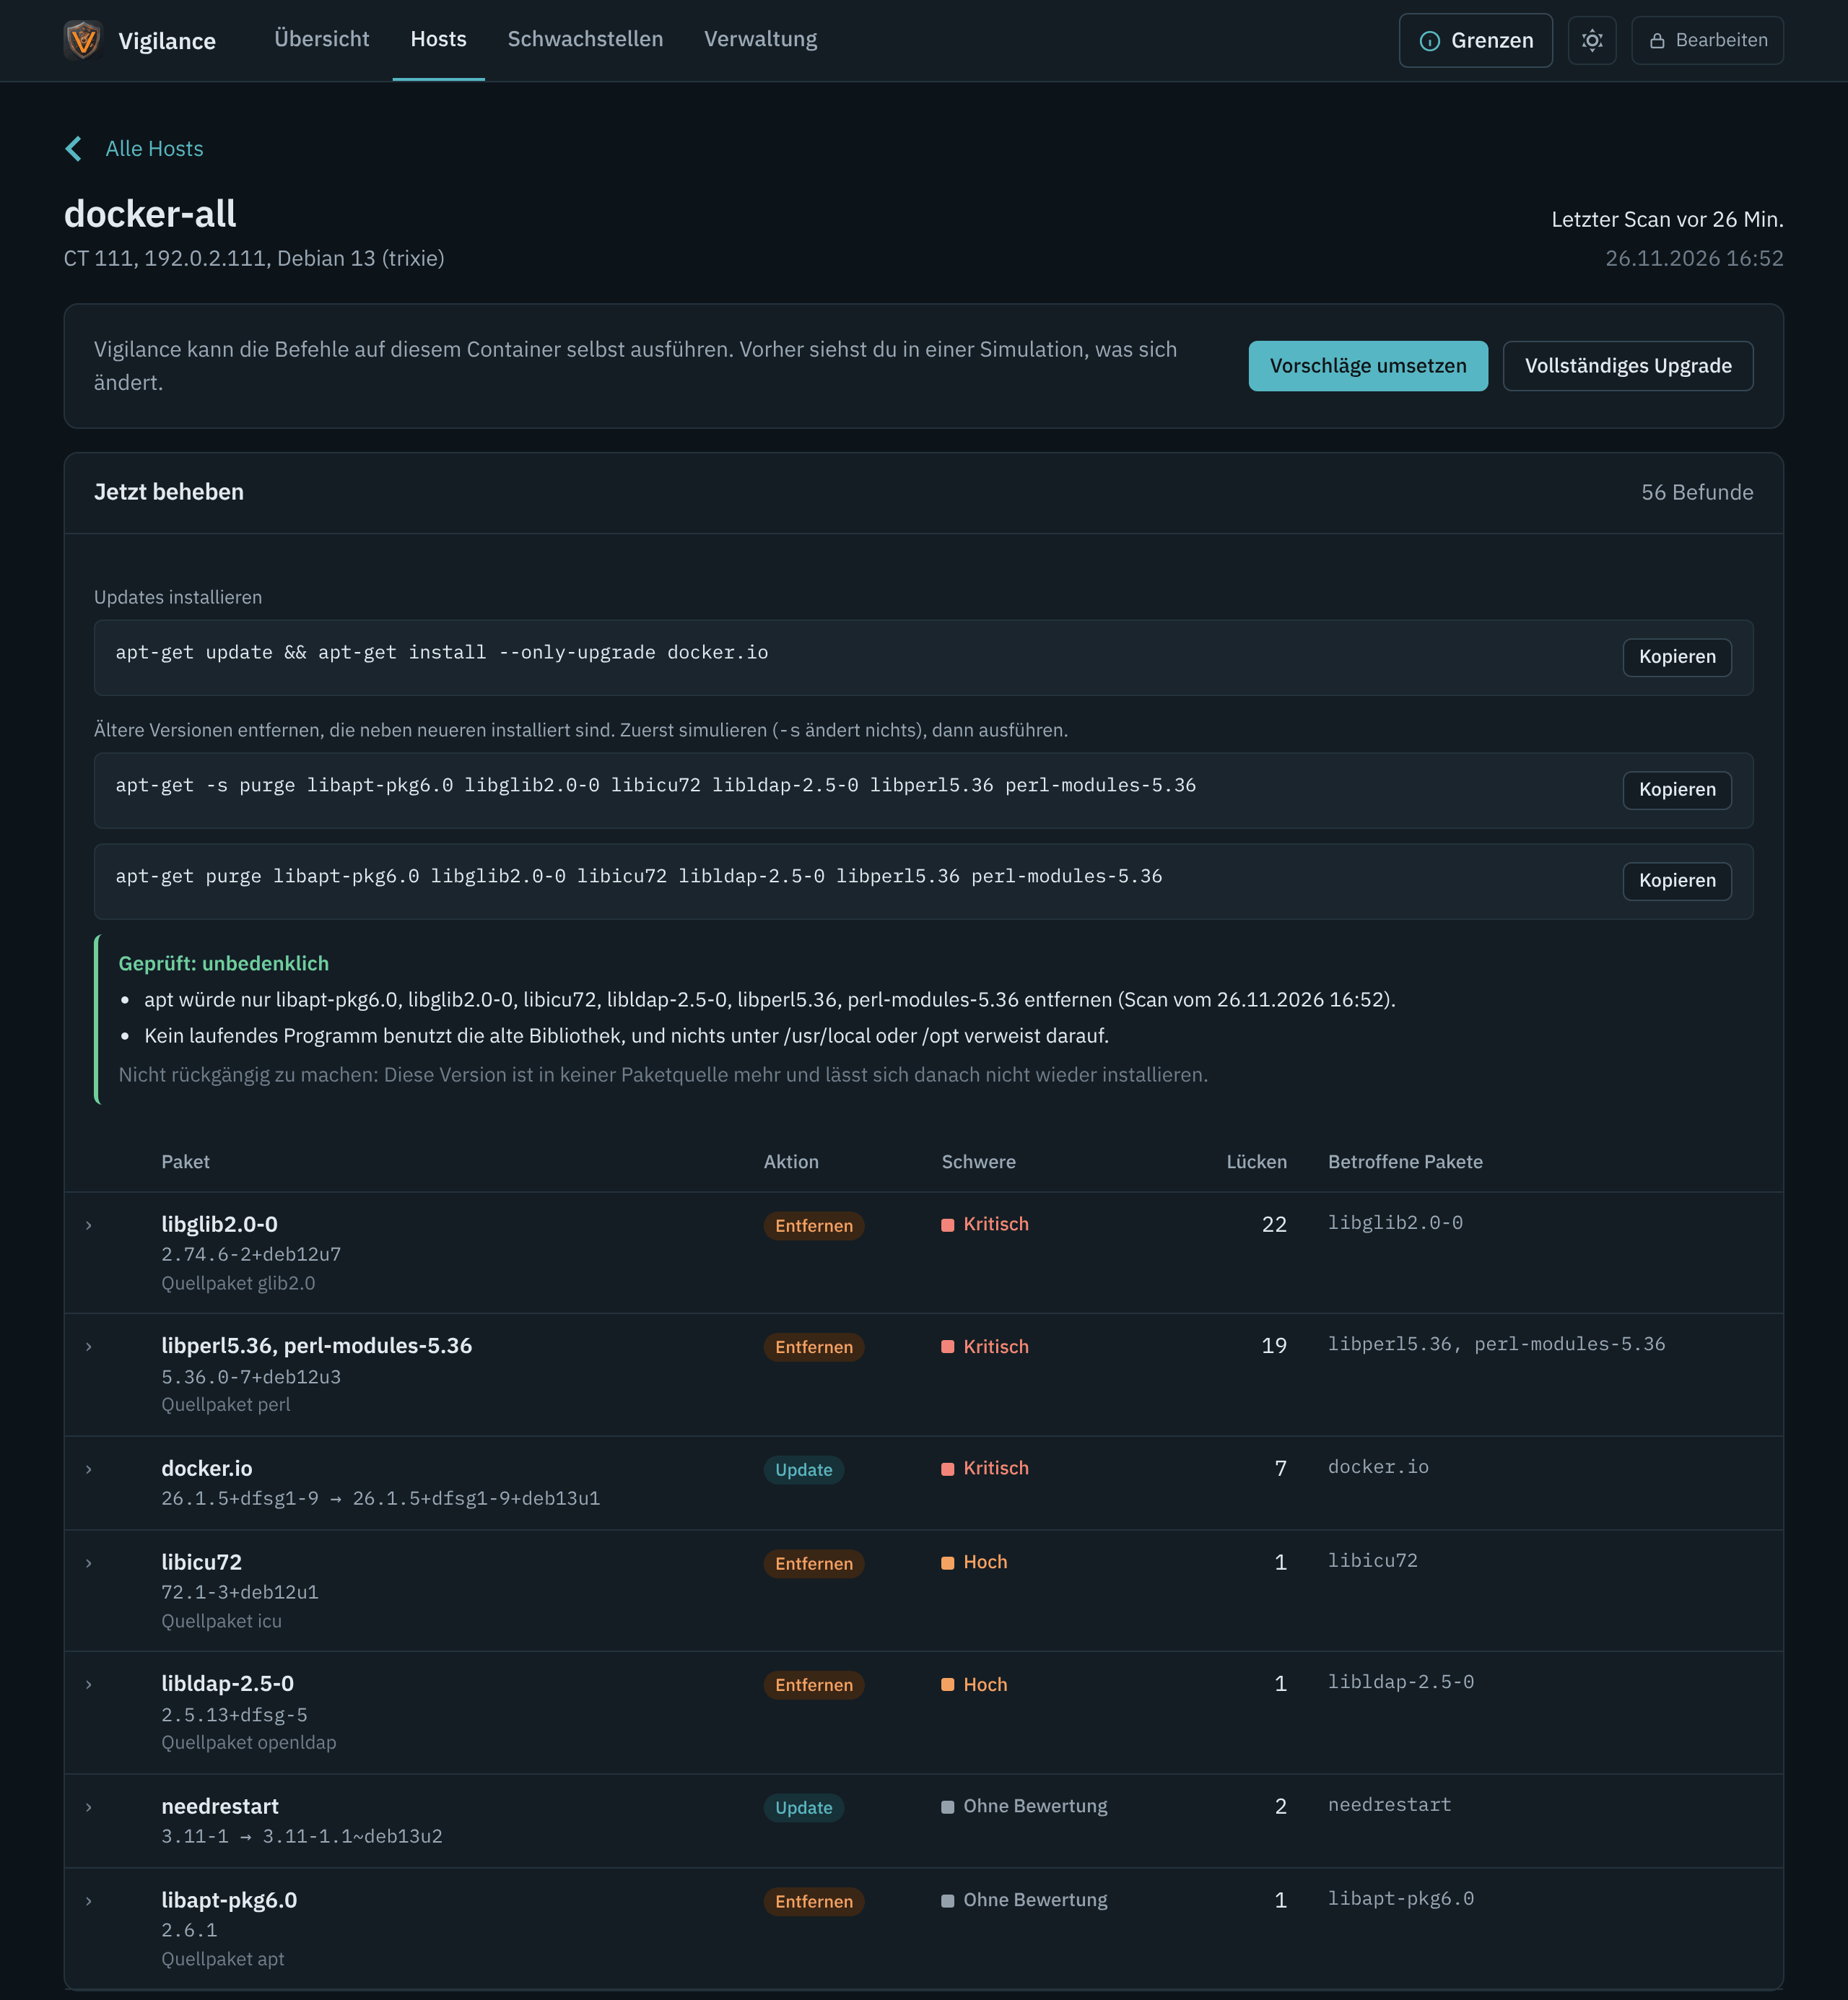 Vigilance
Übersicht
Hosts
Schwachstellen
Verwaltung
Grenzen
Bearbeiten
Alle Hosts
docker-all
Letzter Scan vor 26 Min.
CT 111, 192.0.2.111, Debian 13 (trixie)
26.11.2026 16:52
Vigilance kann die Befehle auf diesem Container selbst ausführen. Vorher siehst du in einer Simulation, was sich
ändert.
Vorschläge umsetzen
Vollständiges Upgrade
Jetzt beheben
56 Befunde
Updates installieren
apt-get update && apt-get install --only-upgrade docker.io
Kopieren
Ältere Versionen entfernen, die neben neueren installiert sind. Zuerst simulieren (-s ändert nichts), dann ausführen.
apt-get -s purge libapt-pkg6.0 libglib2.0-0 libicu72 libldap-2.5-0 libperl5.36 perl-modules-5.36
Kopieren
apt-get purge libapt-pkg6.0 libglib2.0-0 libicu72 libldap-2.5-0 libperl5.36 perl-modules-5.36
Kopieren
Geprüft: unbedenklich
• apt würde nur libapt-pkg6.0, libglib2.0-0, libicu72, libldap-2.5-0, libperl5.36, perl-modules-5.36 entfernen (Scan vom 26.11.2026 16:52).
• Kein laufendes Programm benutzt die alte Bibliothek, und nichts unter /usr/local oder /opt verweist darauf.
Nicht rückgängig zu machen: Diese Version ist in keiner Paketquelle mehr und lässt sich danach nicht wieder installieren.
Paket Aktion Schwere Lücken Betroffene Pakete
libglib2.0-0 Entfernen Kritisch 22 libglib2.0-0
2.74.6-2+deb12u7
Quellpaket glib2.0
libperl5.36, perl-modules-5.36 Entfernen Kritisch 19 libperl5.36, perl-modules-5.36
5.36.0-7+deb12u3
Quellpaket perl
docker.io Update Kritisch 7 docker.io
26.1.5+dfsg1-9 → 26.1.5+dfsg1-9+deb13u1
libicu72 Entfernen Hoch 1 libicu72
72.1-3+deb12u1
Quellpaket icu
libldap-2.5-0 Entfernen Hoch 1 libldap-2.5-0
2.5.13+dfsg-5
Quellpaket openldap
needrestart Update Ohne Bewertung 2 needrestart
3.11-1 → 3.11-1.1~deb13u2
libapt-pkg6.0 Entfernen Ohne Bewertung 1 libapt-pkg6.0
2.6.1
Quellpaket apt